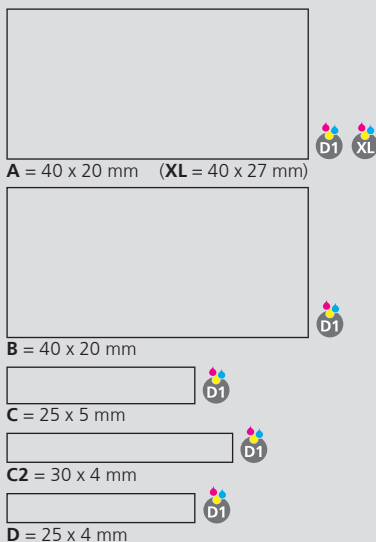 D1 XL
A = 40 x 20 mm (XL = 40 x 27 mm)
D1
B = 40 x 20 mm
D1
C = 25 x 5 mm
D1
C2 = 30 x 4 mm
D1
D = 25 x 4 mm